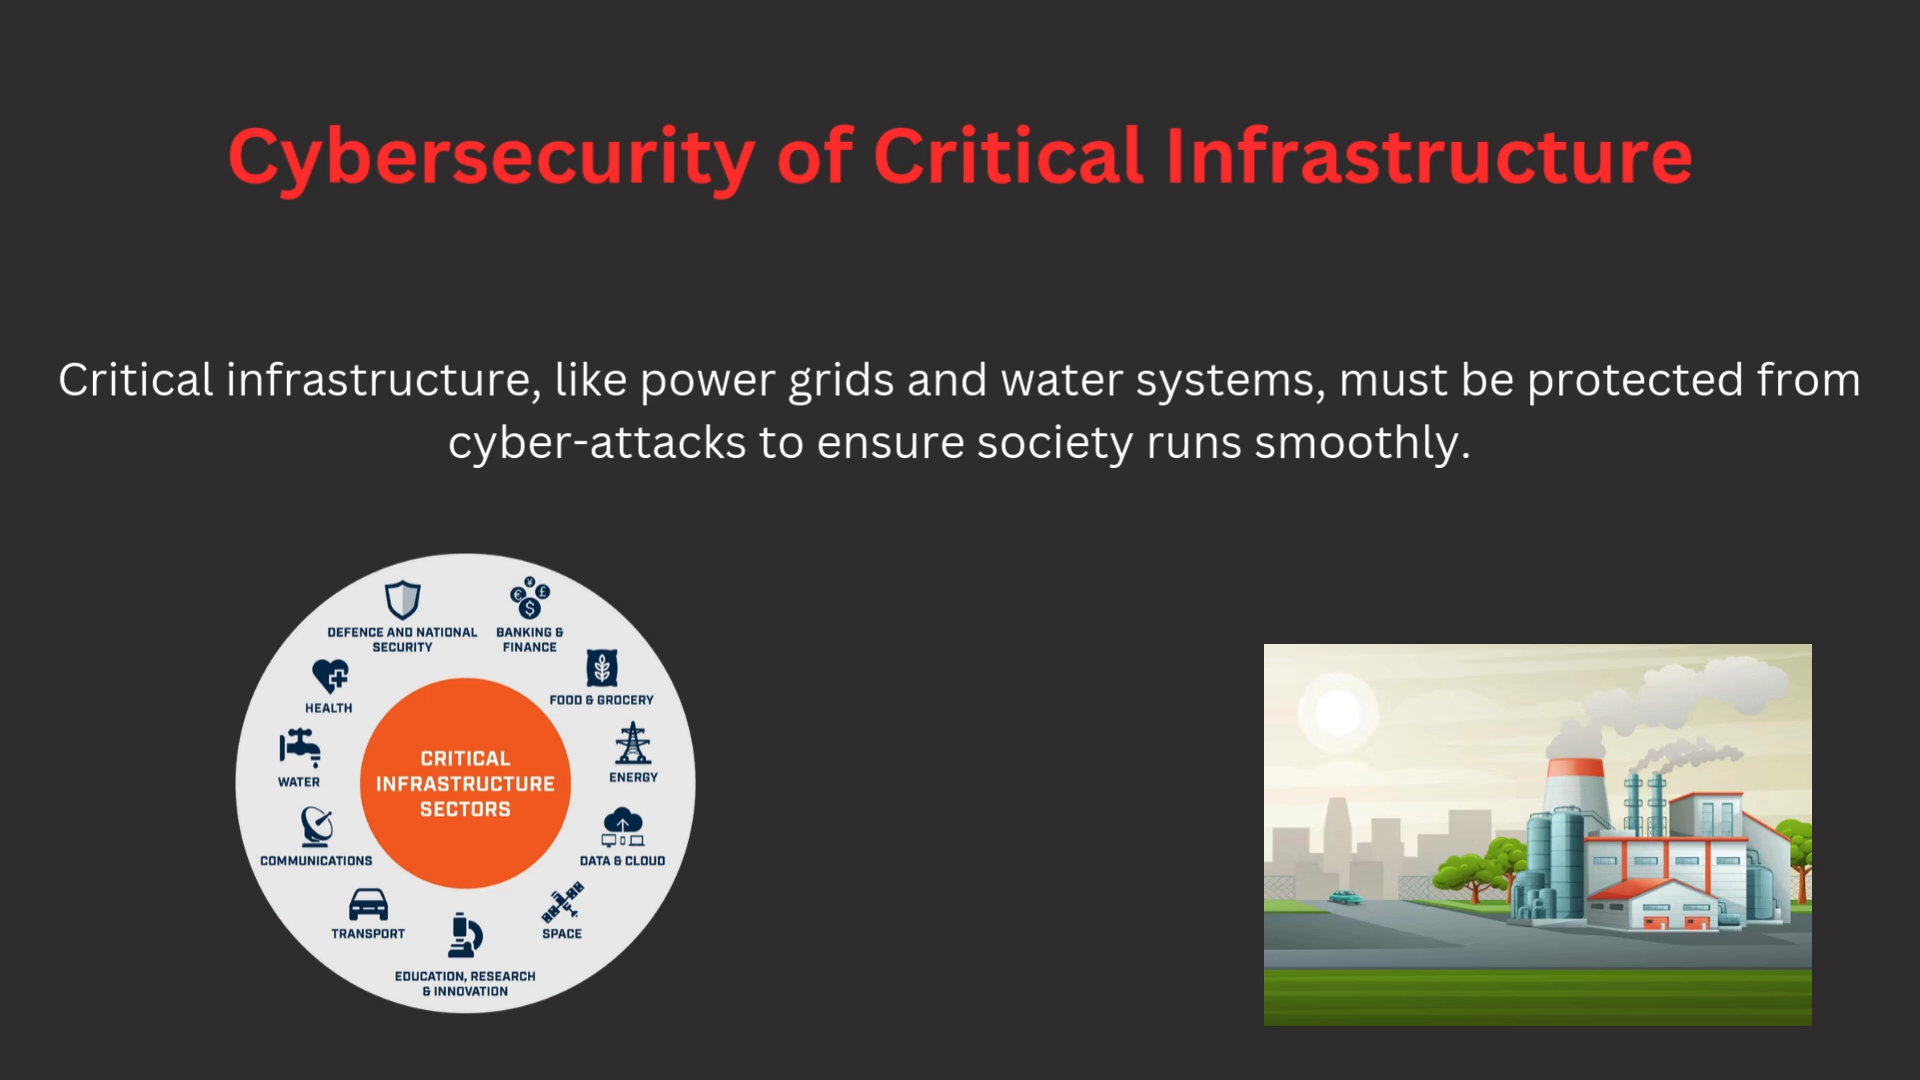 Cybersecurity of Critical Infrastructure
Critical infrastructure, like power grids and water systems, must be protected from
cyber-attacks to ensure society runs smoothly.
DEFENCE AND NATIONAL
SECURITY
BANKING &
FINANCE
HEALTH
FOOD & GROCERY
WATER
CRITICAL
INFRASTRUCTURE
SECTORS
ENERGY
COMMUNICATIONS
DATA & CLOUD
TRANSPORT
SPACE
EDUCATION, RESEARCH
& INNOVATION